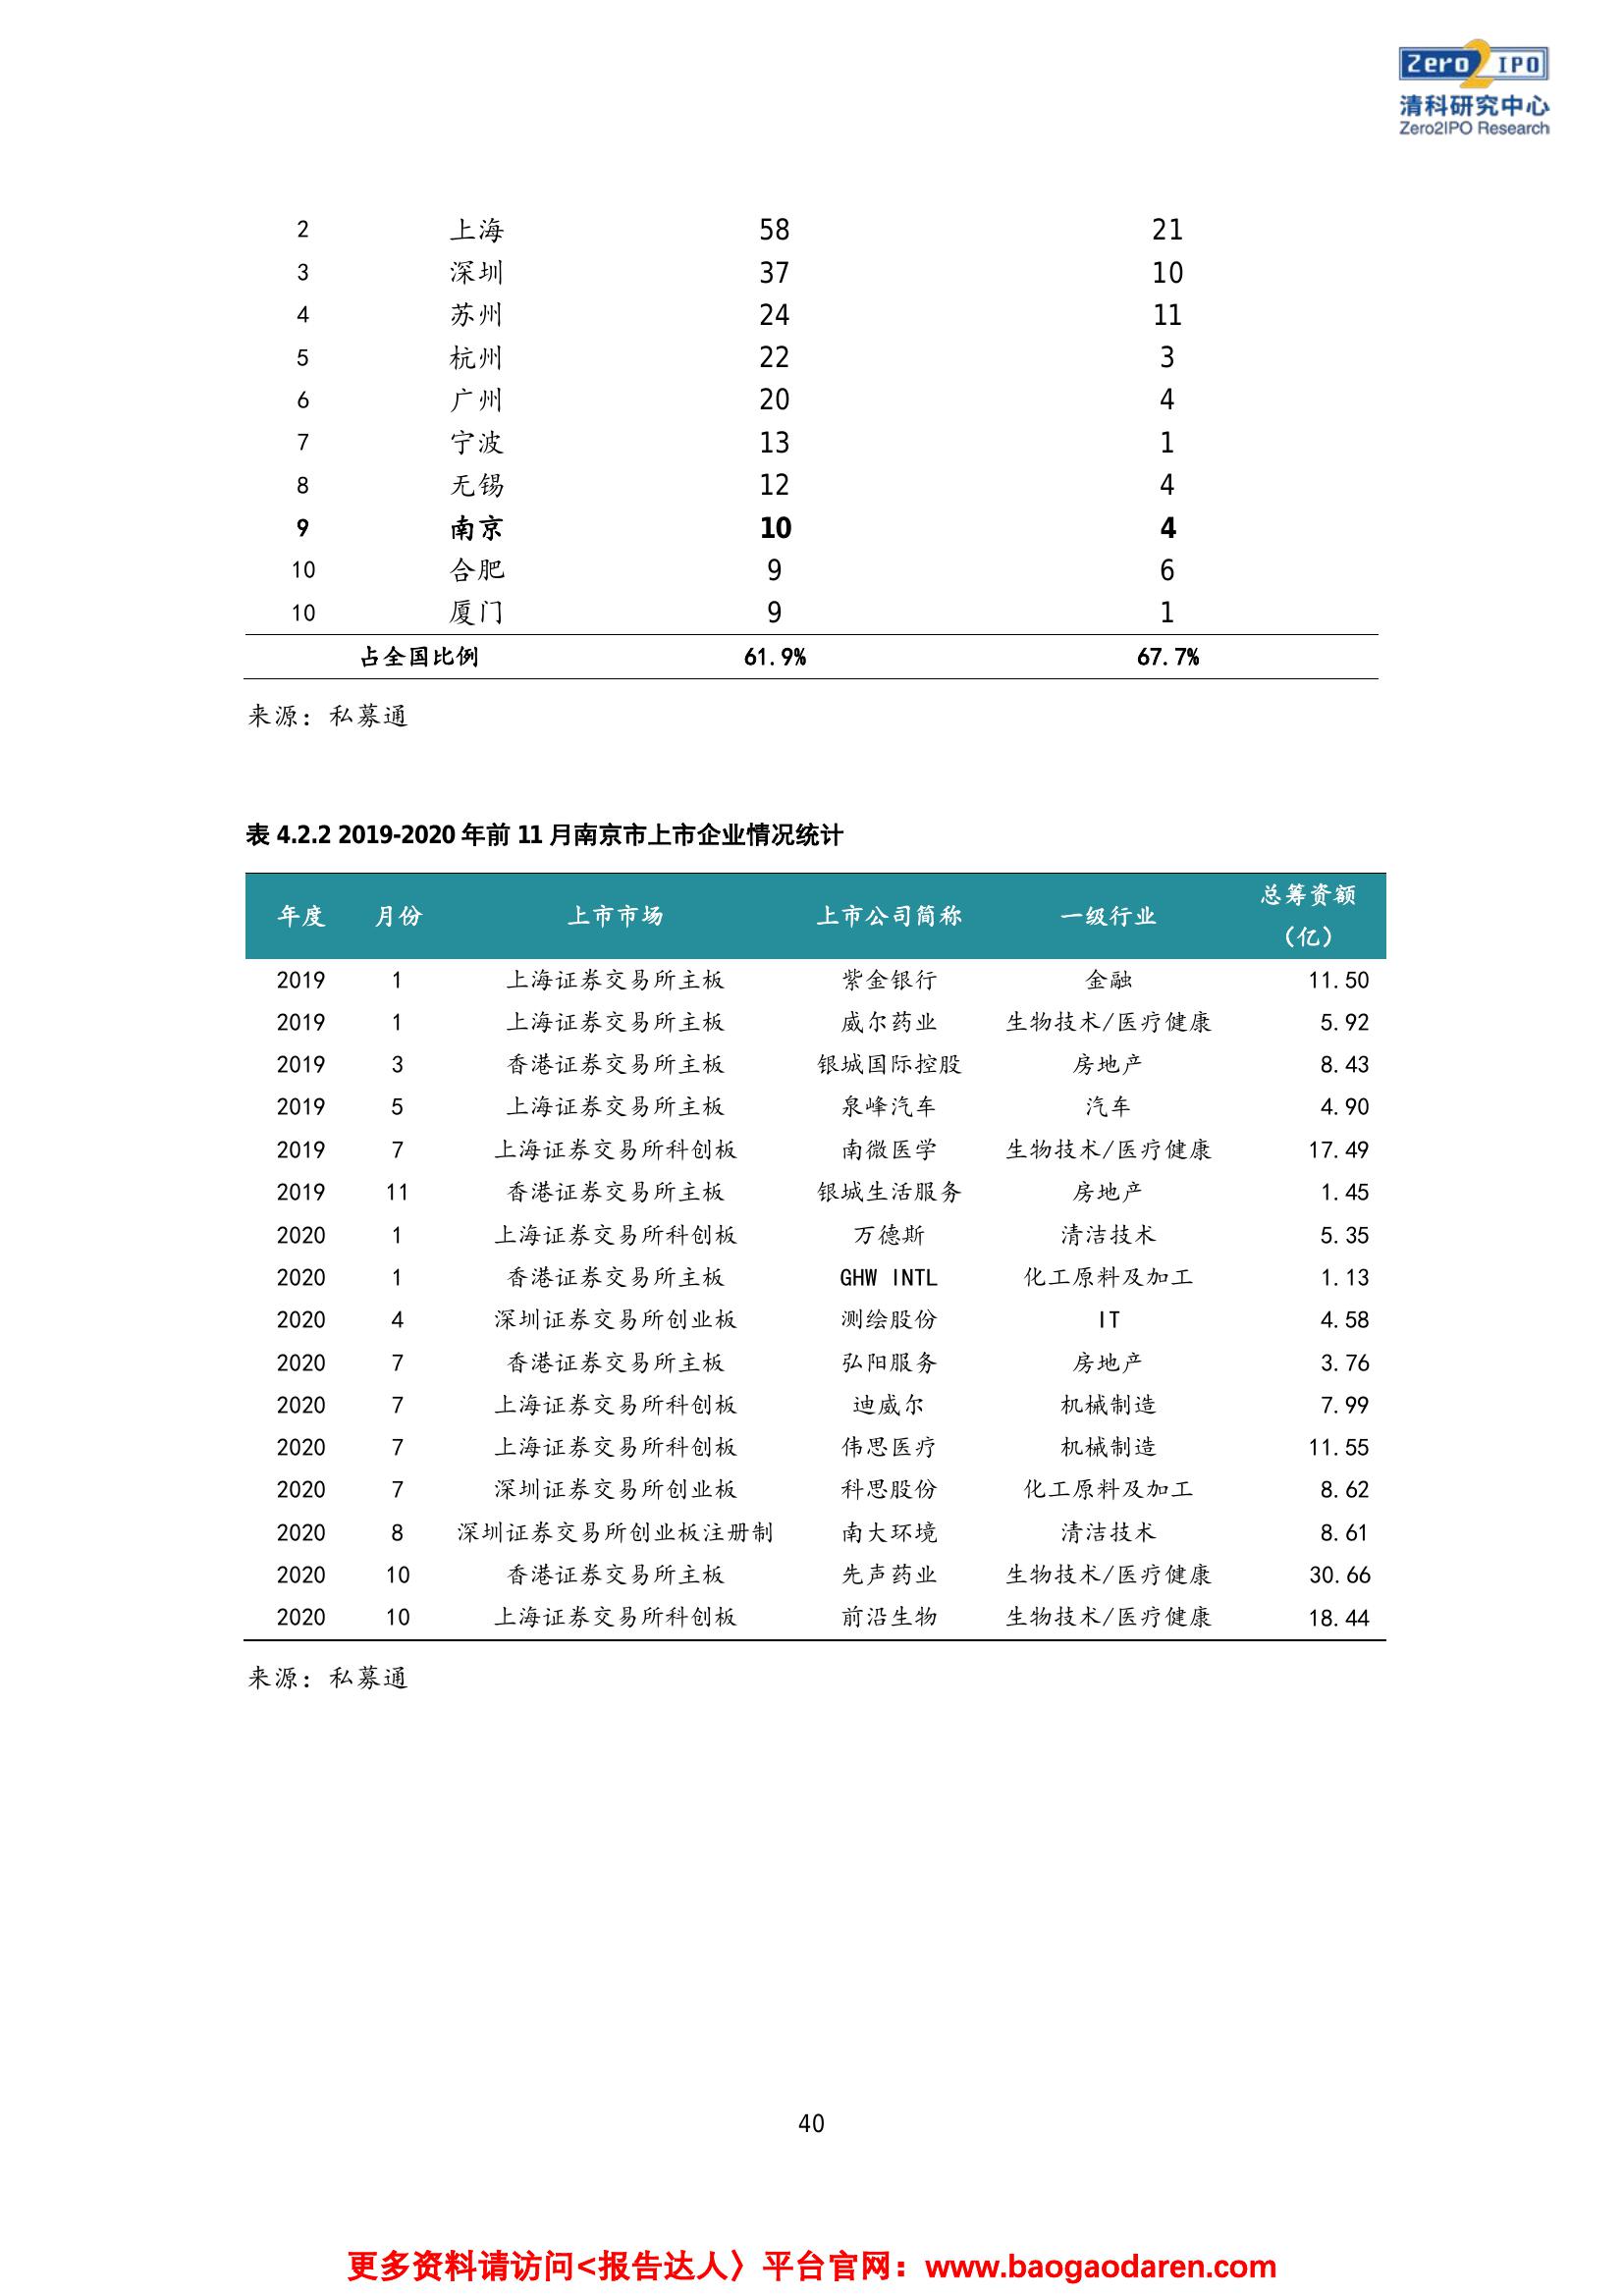 Zero2IPO
清科研究中心
Zero2IPO Research
2 上海 58 21
3 深圳 37 10
4 苏州 24 11
5 杭州 22 3
6 广州 20 4
7 宁波 13 1
8 无锡 12 4
9 南京 10 4
10 合肥 9 6
10 厦门 9 1
占全国比例 61.9% 67.7%
来源：私募通
表 4.2.2 2019-2020 年前 11 月南京市上市企业情况统计
年度 月份 上市市场 上市公司简称 一级行业 总筹资额
（亿）
2019 1 上海证券交易所主板 紫金银行 金融 11.50
2019 1 上海证券交易所主板 威尔药业 生物技术/医疗健康 5.92
2019 3 香港证券交易所主板 银城国际控股 房地产 8.43
2019 5 上海证券交易所主板 泉峰汽车 汽车 4.90
2019 7 上海证券交易所科创板 南微医学 生物技术/医疗健康 17.49
2019 11 香港证券交易所主板 银城生活服务 房地产 1.45
2020 1 上海证券交易所科创板 万德斯 清洁技术 5.35
2020 1 香港证券交易所主板 GHW INTL 化工原料及加工 1.13
2020 4 深圳证券交易所创业板 测绘股份 IT 4.58
2020 7 香港证券交易所主板 弘阳服务 房地产 3.76
2020 7 上海证券交易所科创板 迪威尔 机械制造 7.99
2020 7 上海证券交易所科创板 伟思医疗 机械制造 11.55
2020 7 深圳证券交易所创业板 科思股份 化工原料及加工 8.62
2020 8 深圳证券交易所创业板注册制 南大环境 清洁技术 8.61
2020 10 香港证券交易所主板 先声药业 生物技术/医疗健康 30.66
2020 10 上海证券交易所科创板 前沿生物 生物技术/医疗健康 18.44
来源：私募通
40
更多资料请访问<报告达人〉平台官网：www.baogaodaren.com